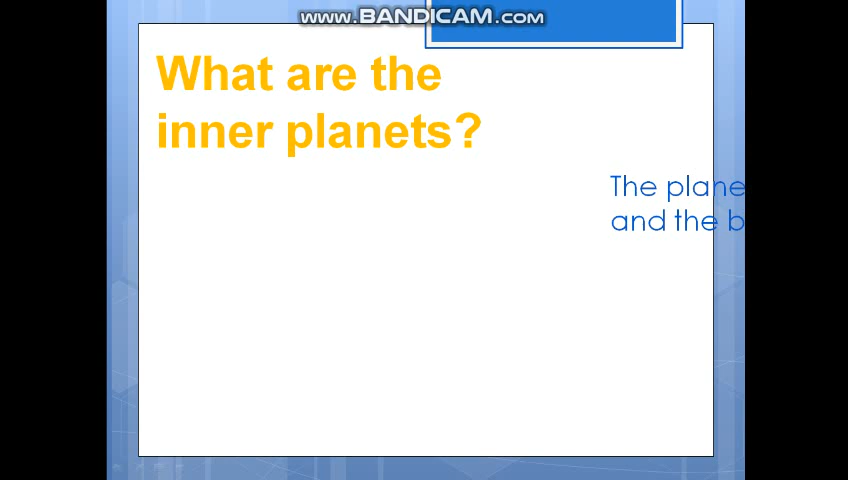 www.BANDICAM.com
What are the
inner planets?
The plane
and the b